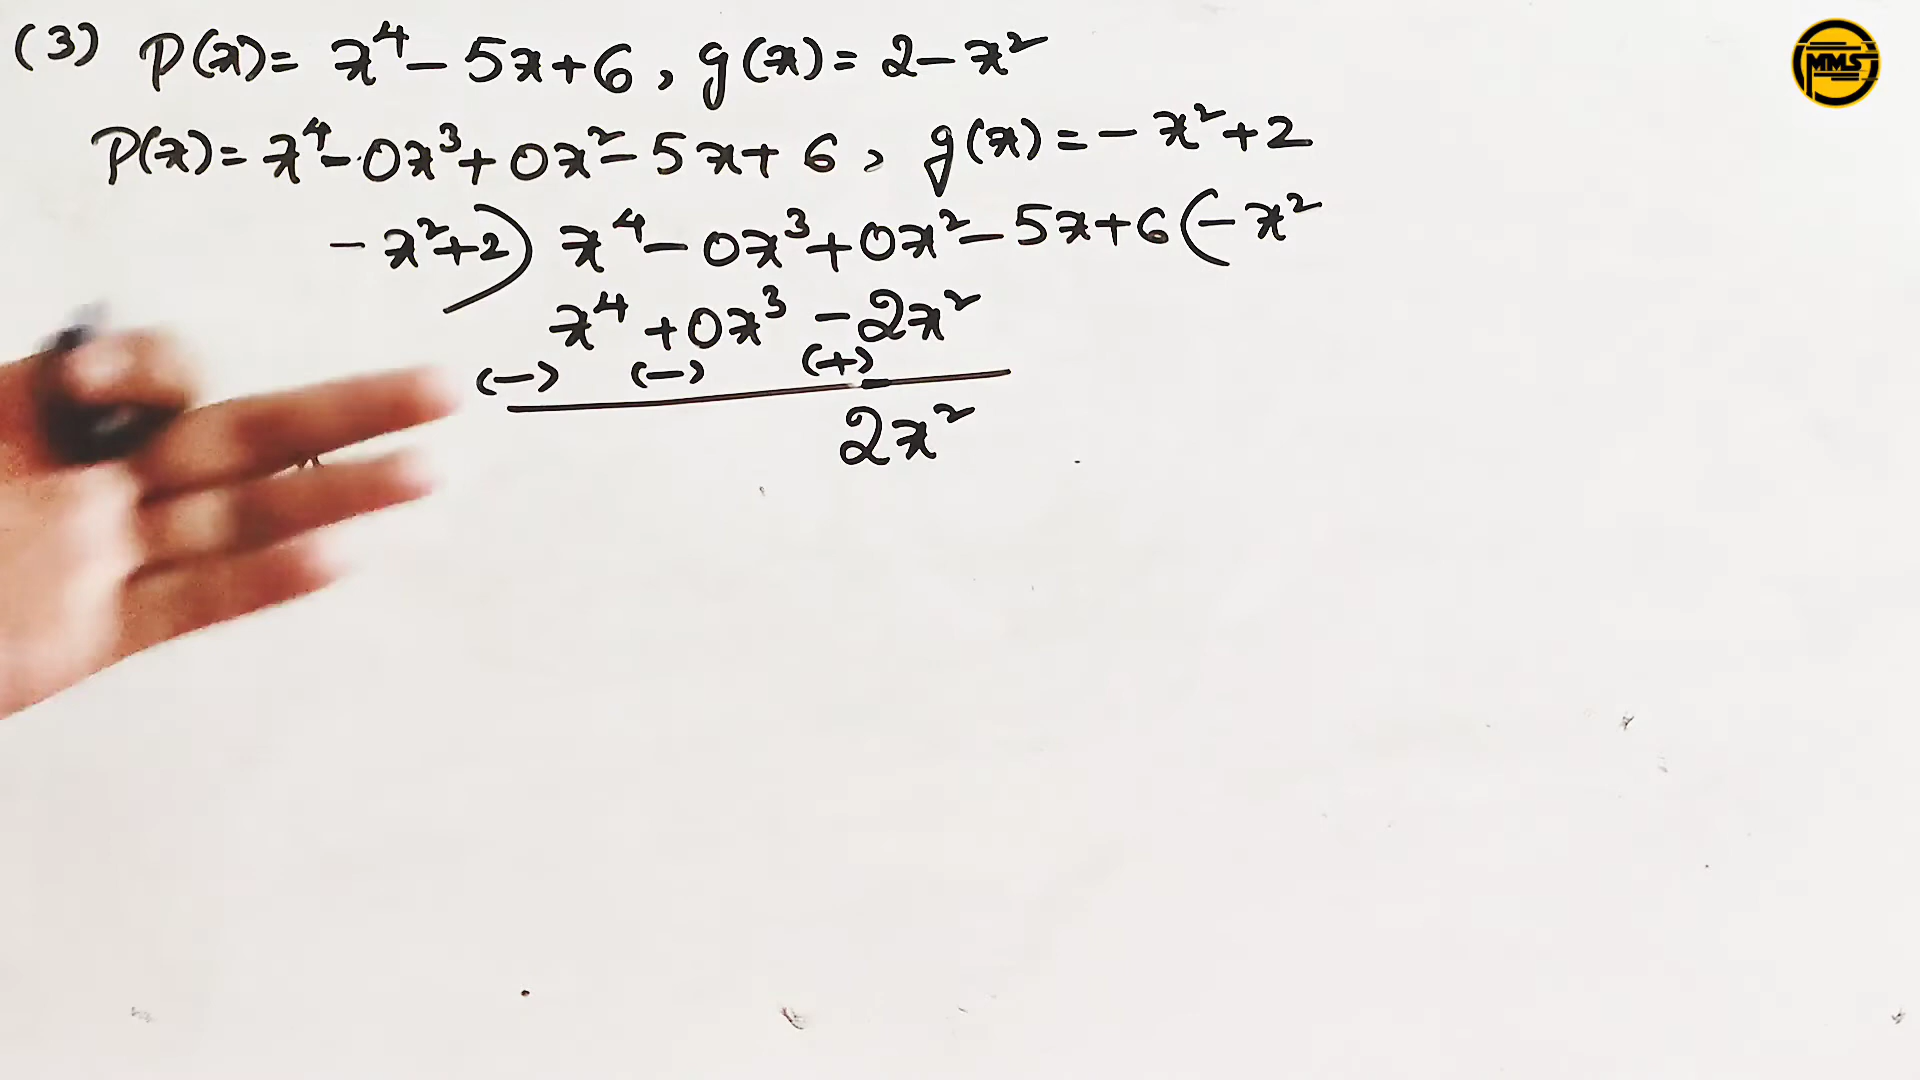 (3) P(x)= x⁴-5x+6, g(x)= 2-x²
P(x)= x⁴-0x³+0x²-5x+6, g(x)=-x²+2
-x²+2) x⁴-0x³+0x²-5x+6(-x²
x⁴+0x³-2x²
(-) (-) (+)
2x²
MMS